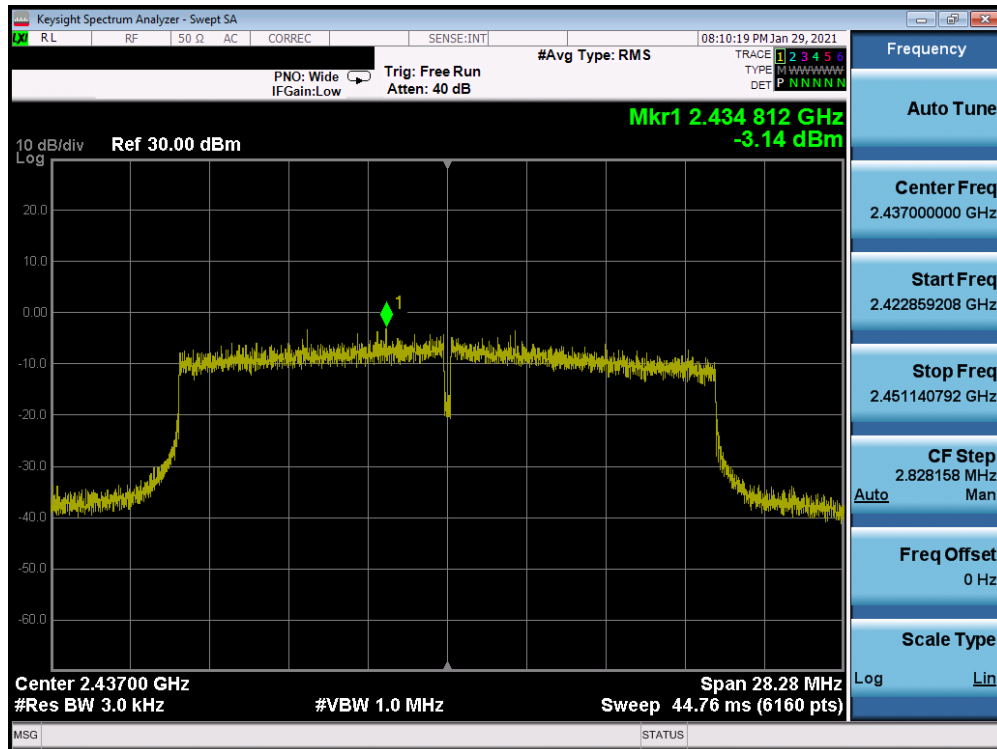 Keysight Spectrum Analyzer - Swept SA
LXI RL RF 50 Ω AC CORREC SENSE:INT 08:10:19 PM Jan 29, 2021
#Avg Type: RMS
TRACE 1 2 3 4 5 6
TYPE M W W W W W
DET P N N N N N
PNO: Wide Trig: Free Run
IFGain:Low Atten: 40 dB
Mkr1 2.434 812 GHz
-3.14 dBm
10 dB/div Ref 30.00 dBm
Log
20.0
10.0
0.00
-10.0
-20.0
-30.0
-40.0
-50.0
-60.0
1
Center 2.43700 GHz Span 28.28 MHz
#Res BW 3.0 kHz #VBW 1.0 MHz Sweep 44.76 ms (6160 pts)
MSG STATUS
Frequency
Auto Tune
Center Freq
2.437000000 GHz
Start Freq
2.422859208 GHz
Stop Freq
2.451140792 GHz
CF Step
2.828158 MHz
Auto Man
Freq Offset
0 Hz
Scale Type
Log Lin